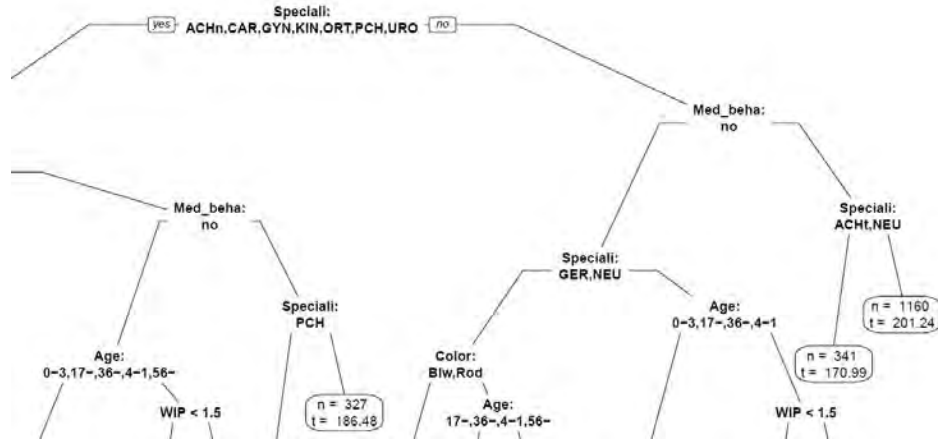 Speciali:
yes ACHn,CAR,GYN,KIN,ORT,PCH,URO no
Med_beha:
no
Med_beha:
no
Speciali:
ACHt,NEU
Speciali:
GER,NEU
Speciali:
PCH
Age:
0−3,17−,36−,4−1
n = 1160
t = 201.24
Age:
0−3,17−,36−,4−1,56−
Color:
Blw,Rod
n = 341
t = 170.99
n = 327
t = 186.48
WIP < 1.5
Age:
17−,36−,4−1,56−
WIP < 1.5